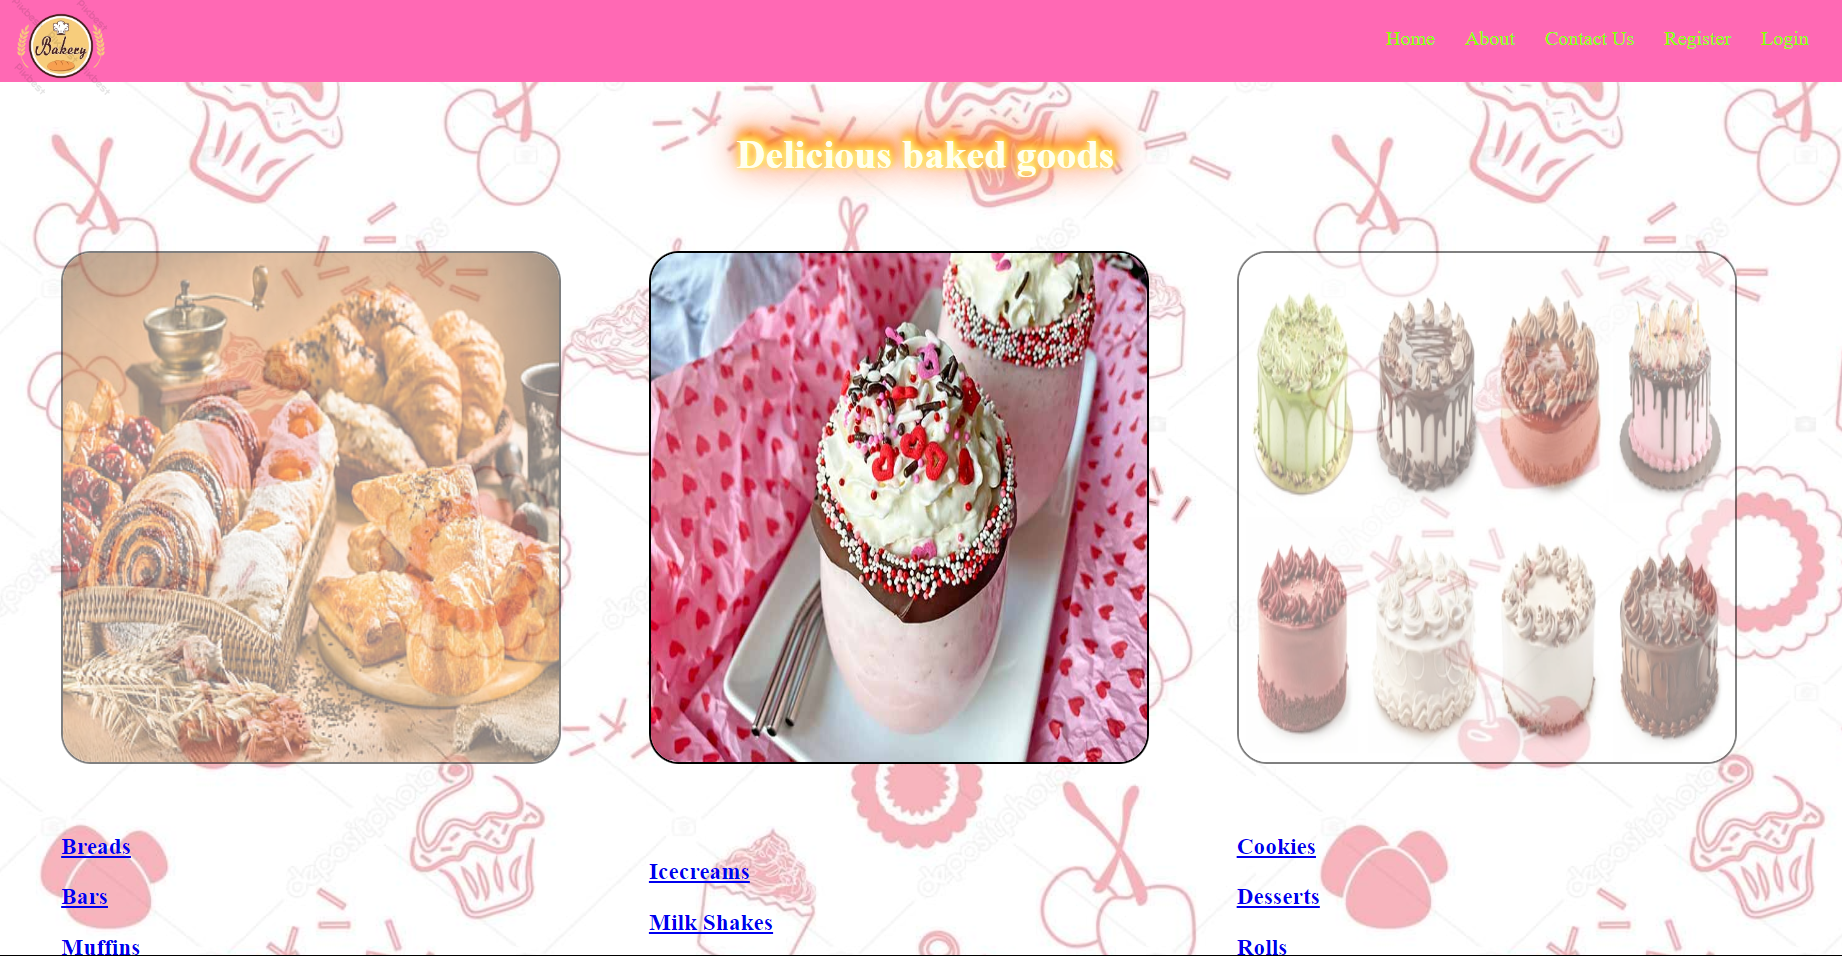 Bakery
Home About Contact Us Register Login
Delicious baked goods
depositphotos
Breads
Bars
Muffins
Icecreams
Milk Shakes
Cookies
Desserts
Rolls